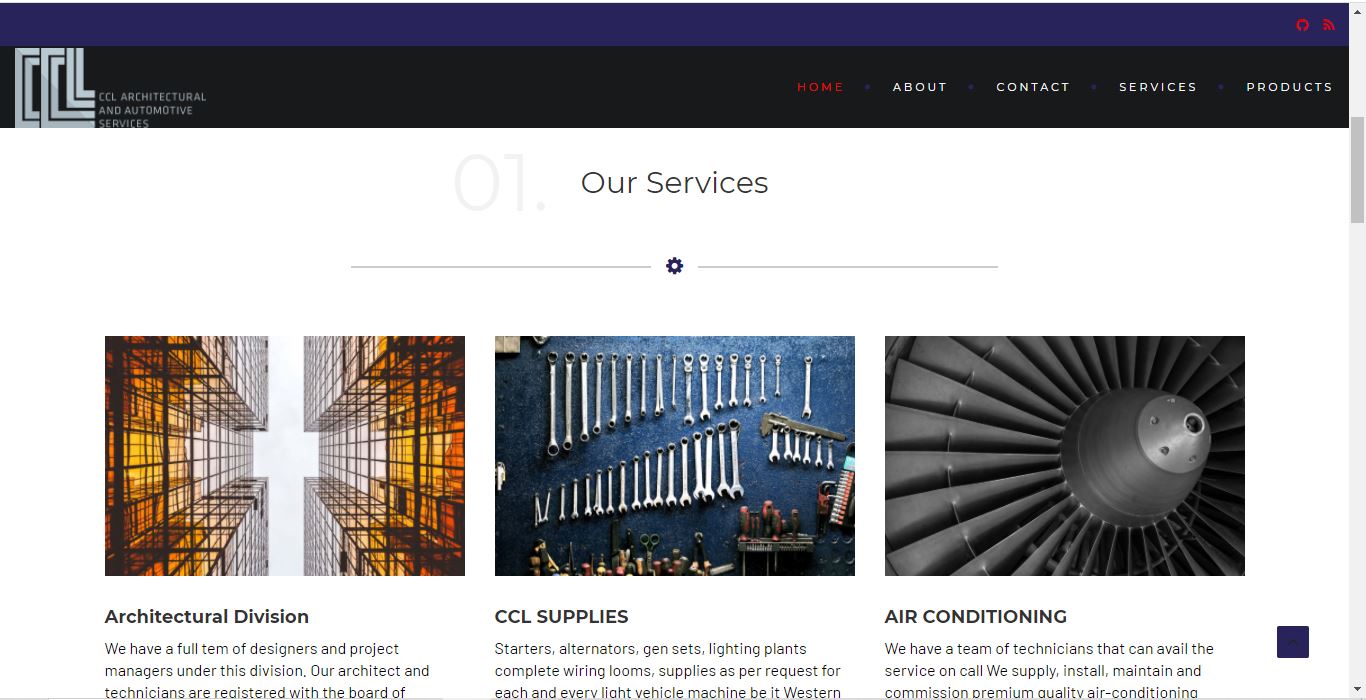 CCL ARCHITECTURAL
AND AUTOMOTIVE
SERVICES
HOME ABOUT CONTACT SERVICES PRODUCTS
01. Our Services
Architectural Division
We have a full tem of designers and project
managers under this division. Our architect and
technicians are registered with the board of
CCL SUPPLIES
Starters, alternators, gen sets, lighting plants
complete wiring looms, supplies as per request for
each and every light vehicle machine be it Western
AIR CONDITIONING
We have a team of technicians that can avail the
service on call We supply, install, maintain and
commission premium quality air-conditioning